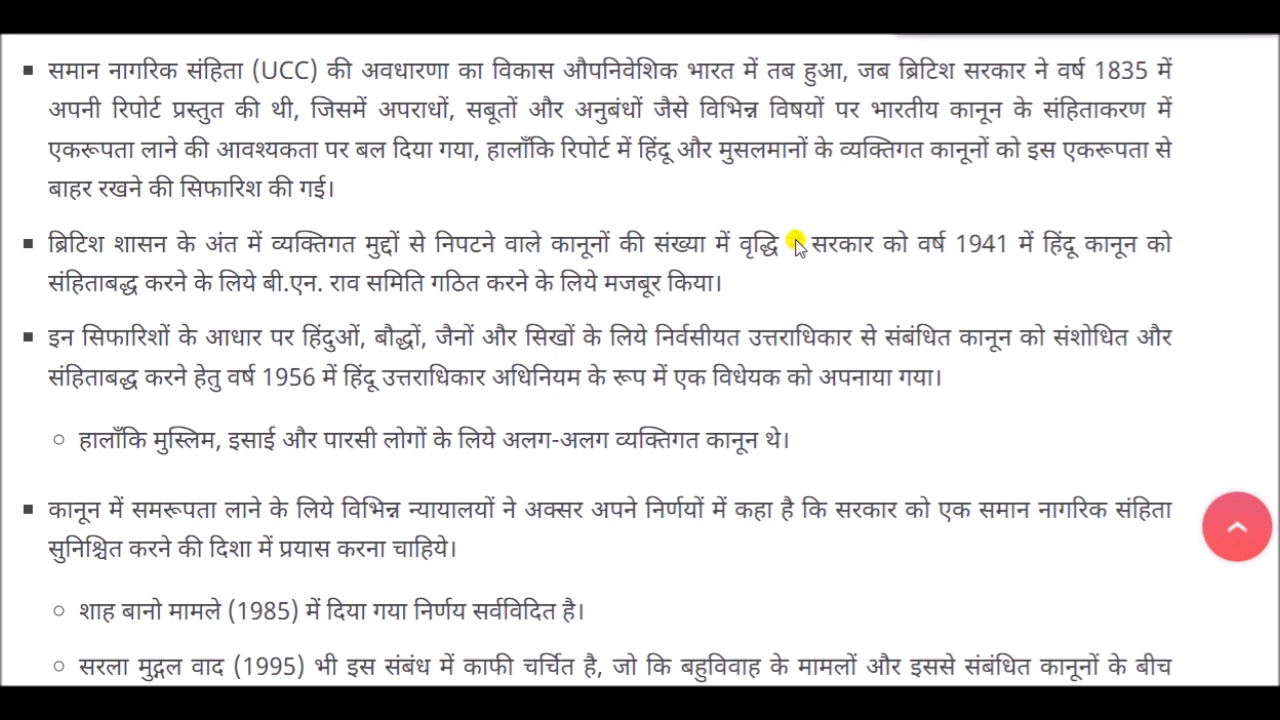 समान नागरिक संहिता (UCC) की अवधारणा का विकास औपनिवेशिक भारत में तब हुआ, जब ब्रिटिश सरकार ने वर्ष 1835 में
अपनी रिपोर्ट प्रस्तुत की थी, जिसमें अपराधों, सबूतों और अनुबंधों जैसे विभिन्न विषयों पर भारतीय कानून के संहिताकरण में
एकरूपता लाने की आवश्यकता पर बल दिया गया, हालाँकि रिपोर्ट में हिंदू और मुसलमानों के व्यक्तिगत कानूनों को इस एकरूपता से
बाहर रखने की सिफारिश की गई।
ब्रिटिश शासन के अंत में व्यक्तिगत मुद्दों से निपटने वाले कानूनों की संख्या में वृद्धि सरकार को वर्ष 1941 में हिंदू कानून को
संहिताबद्ध करने के लिये बी.एन. राव समिति गठित करने के लिये मजबूर किया।
इन सिफारिशों के आधार पर हिंदुओं, बौद्धों, जैनों और सिखों के लिये निर्वसीयत उत्तराधिकार से संबंधित कानून को संशोधित और
संहिताबद्ध करने हेतु वर्ष 1956 में हिंदू उत्तराधिकार अधिनियम के रूप में एक विधेयक को अपनाया गया।
हालाँकि मुस्लिम, इसाई और पारसी लोगों के लिये अलग-अलग व्यक्तिगत कानून थे।
कानून में समरूपता लाने के लिये विभिन्न न्यायालयों ने अक्सर अपने निर्णयों में कहा है कि सरकार को एक समान नागरिक संहिता
सुनिश्चित करने की दिशा में प्रयास करना चाहिये।
शाह बानो मामले (1985) में दिया गया निर्णय सर्वविदित है।
सरला मुद्गल वाद (1995) भी इस संबंध में काफी चर्चित है, जो कि बहुविवाह के मामलों और इससे संबंधित कानूनों के बीच